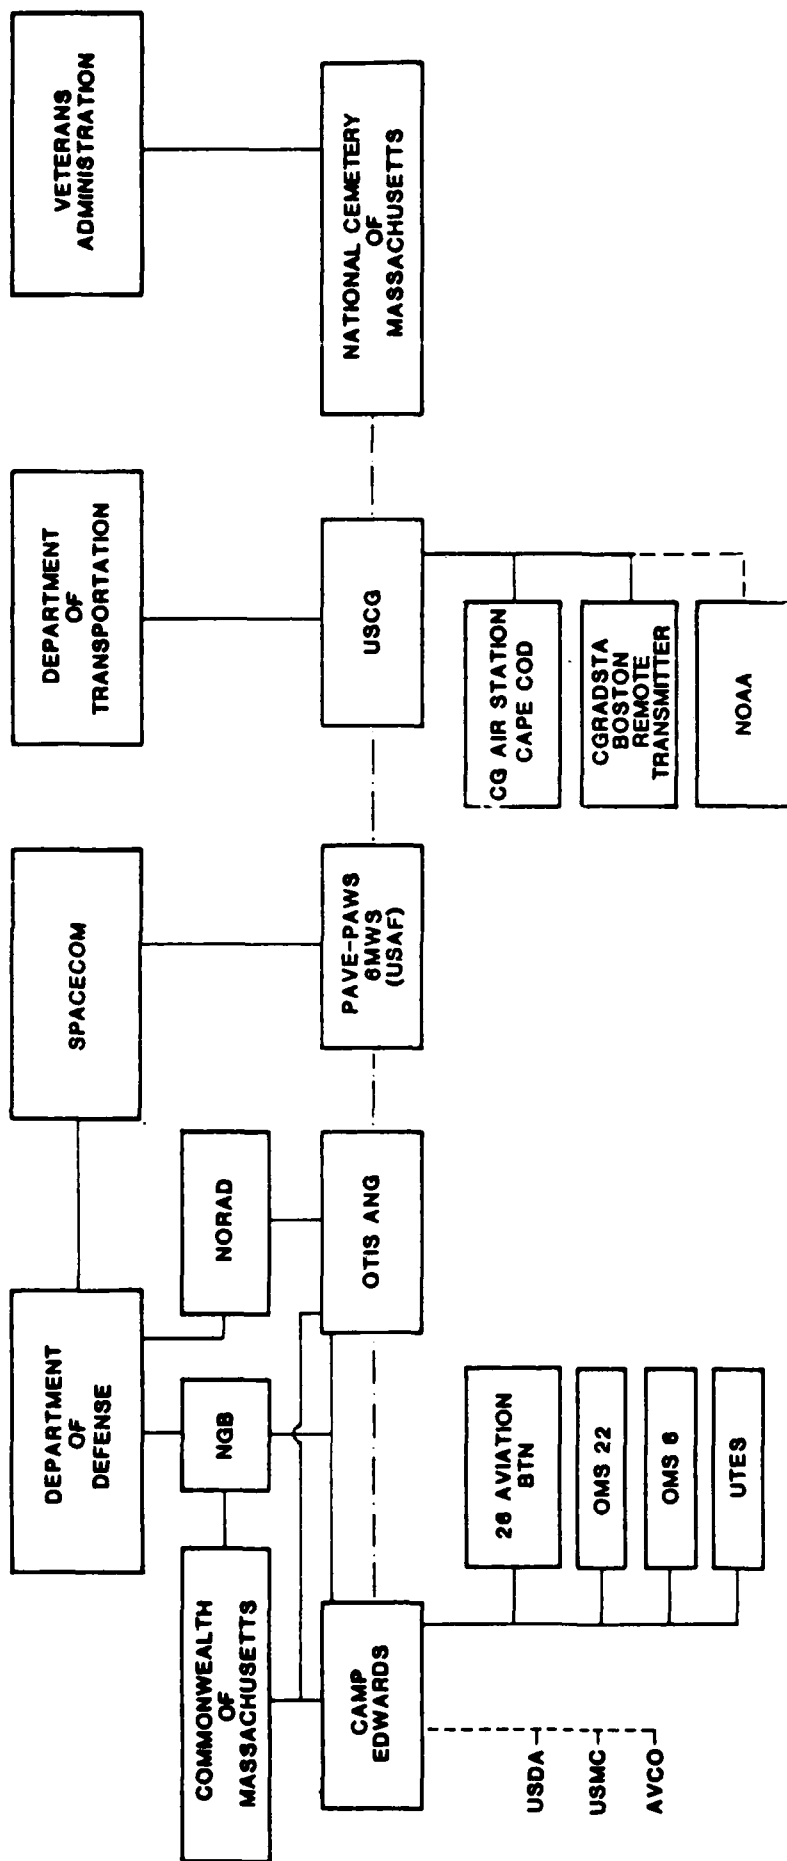 DEPARTMENT
OF
DEFENSE
SPACECOM
DEPARTMENT
OF
TRANSPORTATION
VETERANS
ADMINISTRATION
COMMONWEALTH
OF
MASSACHUSETTS
NGB
NORAD
CAMP
EDWARDS
OTIS ANG
PAVE-PAWS
6MWS
(USAF)
USCG
NATIONAL CEMETERY
OF
MASSACHUSETTS
USDA
USMC
AVCO
26 AVIATION
BTN
OMS 22
OMS 6
UTES
CG AIR STATION
CAPE COD
CGRADSTA
BOSTON
REMOTE
TRANSMITTER
NOAA